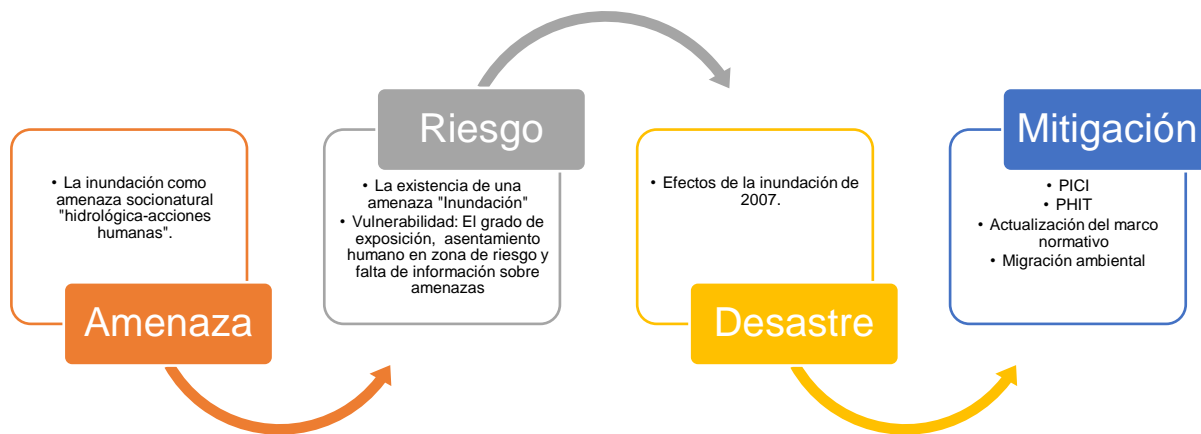 • La inundación como
amenaza socionatural
"hidrológica-acciones
humanas".
Amenaza
Riesgo
• La existencia de una
amenaza "Inundación"
• Vulnerabilidad: El grado de
exposición, asentamiento
humano en zona de riesgo y
falta de información sobre
amenazas
• Efectos de la inundación de
2007.
Desastre
Mitigación
• PICI
• PHIT
• Actualización del marco
normativo
• Migración ambiental